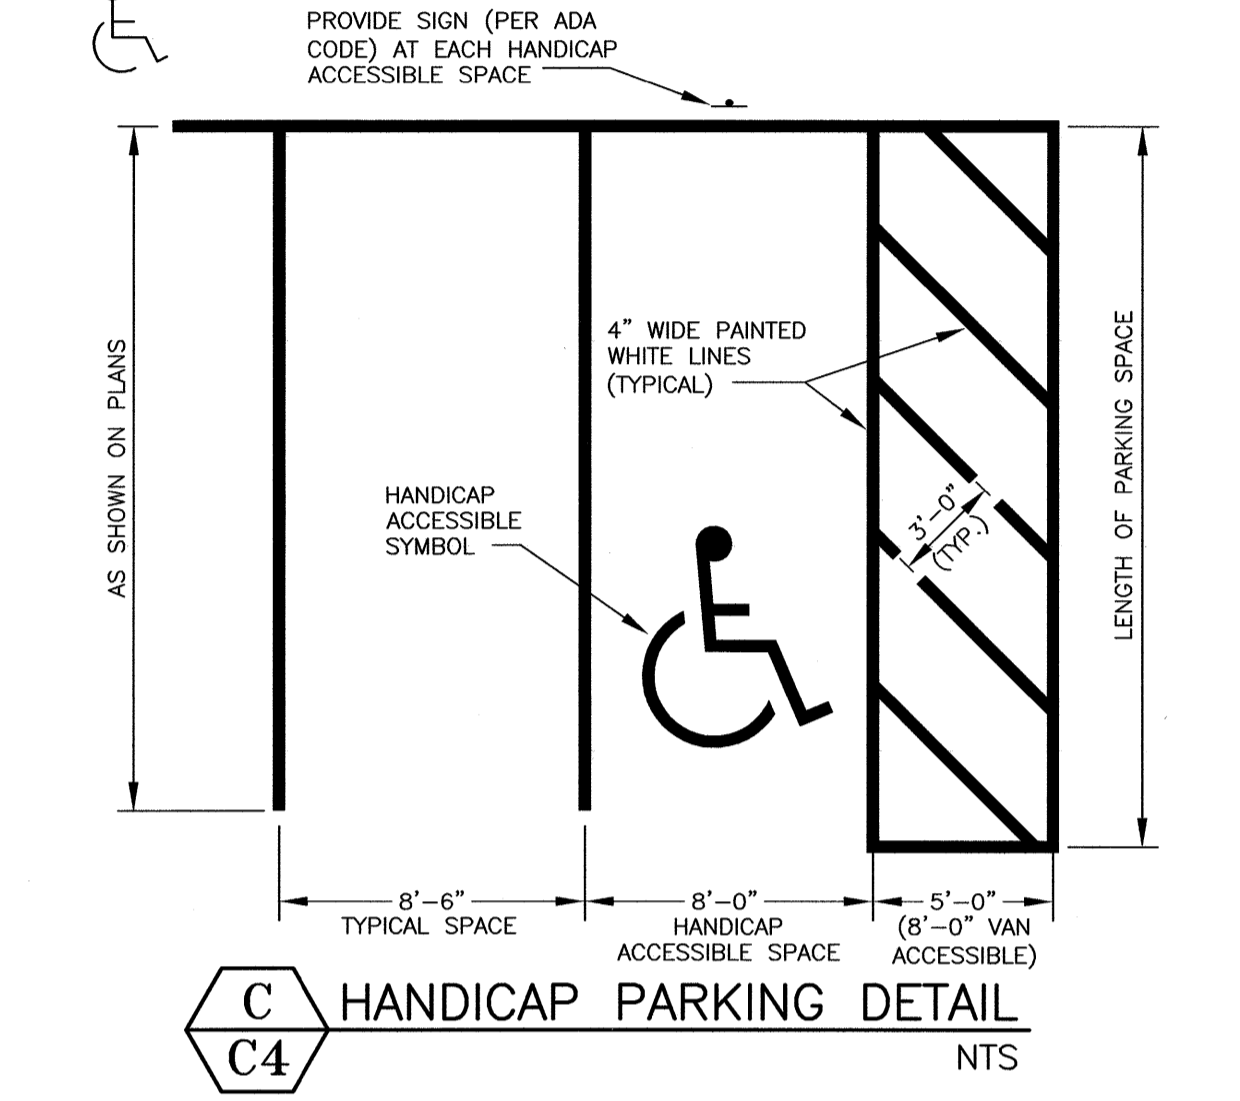 PROVIDE SIGN (PER ADA
CODE) AT EACH HANDICAP
ACCESSIBLE SPACE
4" WIDE PAINTED
WHITE LINES
(TYPICAL)
AS SHOWN ON PLANS
LENGTH OF PARKING SPACE
HANDICAP
ACCESSIBLE
SYMBOL
3'-0"
(TYP.)
8'-6"
TYPICAL SPACE
8'-0"
HANDICAP
ACCESSIBLE SPACE
5'-0"
(8'-0" VAN
ACCESSIBLE)
C
C4
HANDICAP PARKING DETAIL
NTS